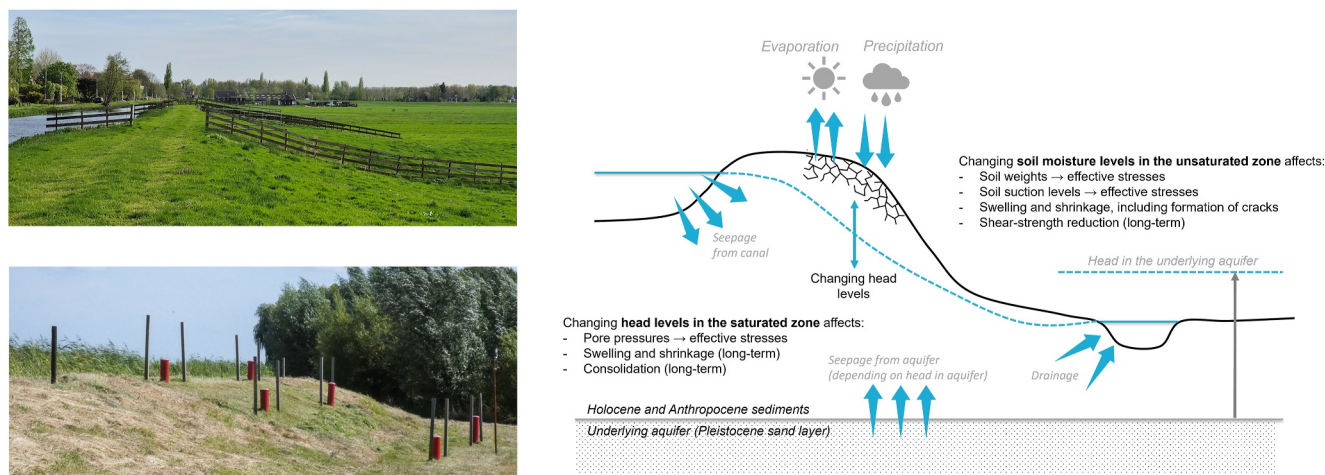 Evaporation
Precipitation
Changing soil moisture levels in the unsaturated zone affects:
- Soil weights → effective stresses
- Soil suction levels → effective stresses
- Swelling and shrinkage, including formation of cracks
- Shear-strength reduction (long-term)
Seepage
from canal
Head in the underlying aquifer
Changing head
levels
Changing head levels in the saturated zone affects:
- Pore pressures → effective stresses
- Swelling and shrinkage (long-term)
- Consolidation (long-term)
Seepage from aquifer
(depending on head in aquifer)
Drainage
Holocene and Anthropocene sediments
Underlying aquifer (Pleistocene sand layer)